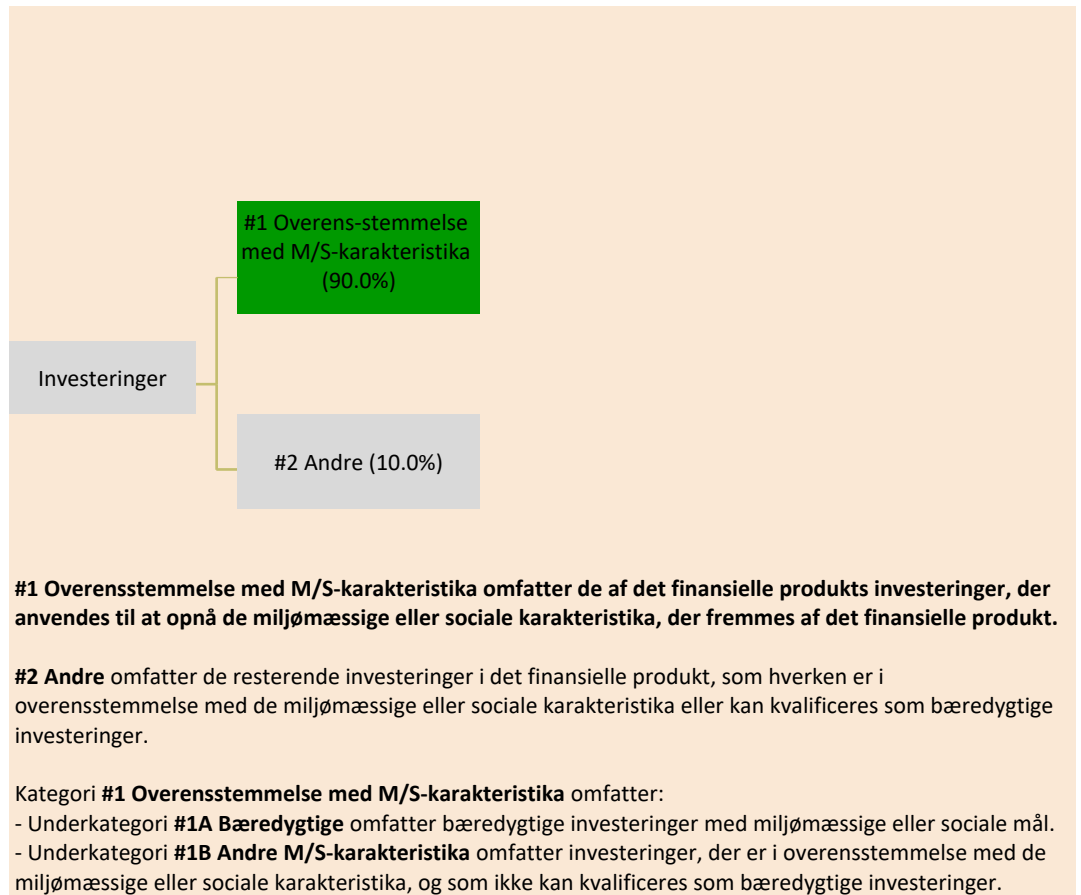 #1 Overens-stemmelse
med M/S-karakteristika
(90.0%)
Investeringer
#2 Andre (10.0%)
#1 Overensstemmelse med M/S-karakteristika omfatter de af det finansielle produkts investeringer, der
anvendes til at opnå de miljømæssige eller sociale karakteristika, der fremmes af det finansielle produkt.
#2 Andre omfatter de resterende investeringer i det finansielle produkt, som hverken er i
overensstemmelse med de miljømæssige eller sociale karakteristika eller kan kvalificeres som bæredygtige
investeringer.
Kategori #1 Overensstemmelse med M/S-karakteristika omfatter:
- Underkategori #1A Bæredygtige omfatter bæredygtige investeringer med miljømæssige eller sociale mål.
- Underkategori #1B Andre M/S-karakteristika omfatter investeringer, der er i overensstemmelse med de
miljømæssige eller sociale karakteristika, og som ikke kan kvalificeres som bæredygtige investeringer.